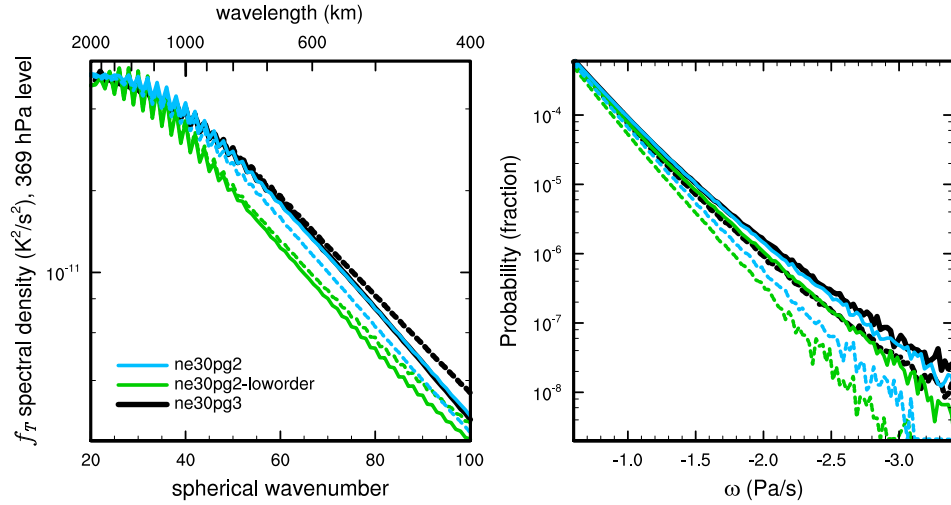 wavelength (km)
2000 1000 600 400
f_T spectral density (K²/s²), 369 hPa level
10⁻¹¹
ne30pg2
ne30pg2-loworder
ne30pg3
20 40 60 80 100
spherical wavenumber
Probability (fraction)
10⁻⁴
10⁻⁵
10⁻⁶
10⁻⁷
10⁻⁸
-1.0 -1.5 -2.0 -2.5 -3.0
ω (Pa/s)